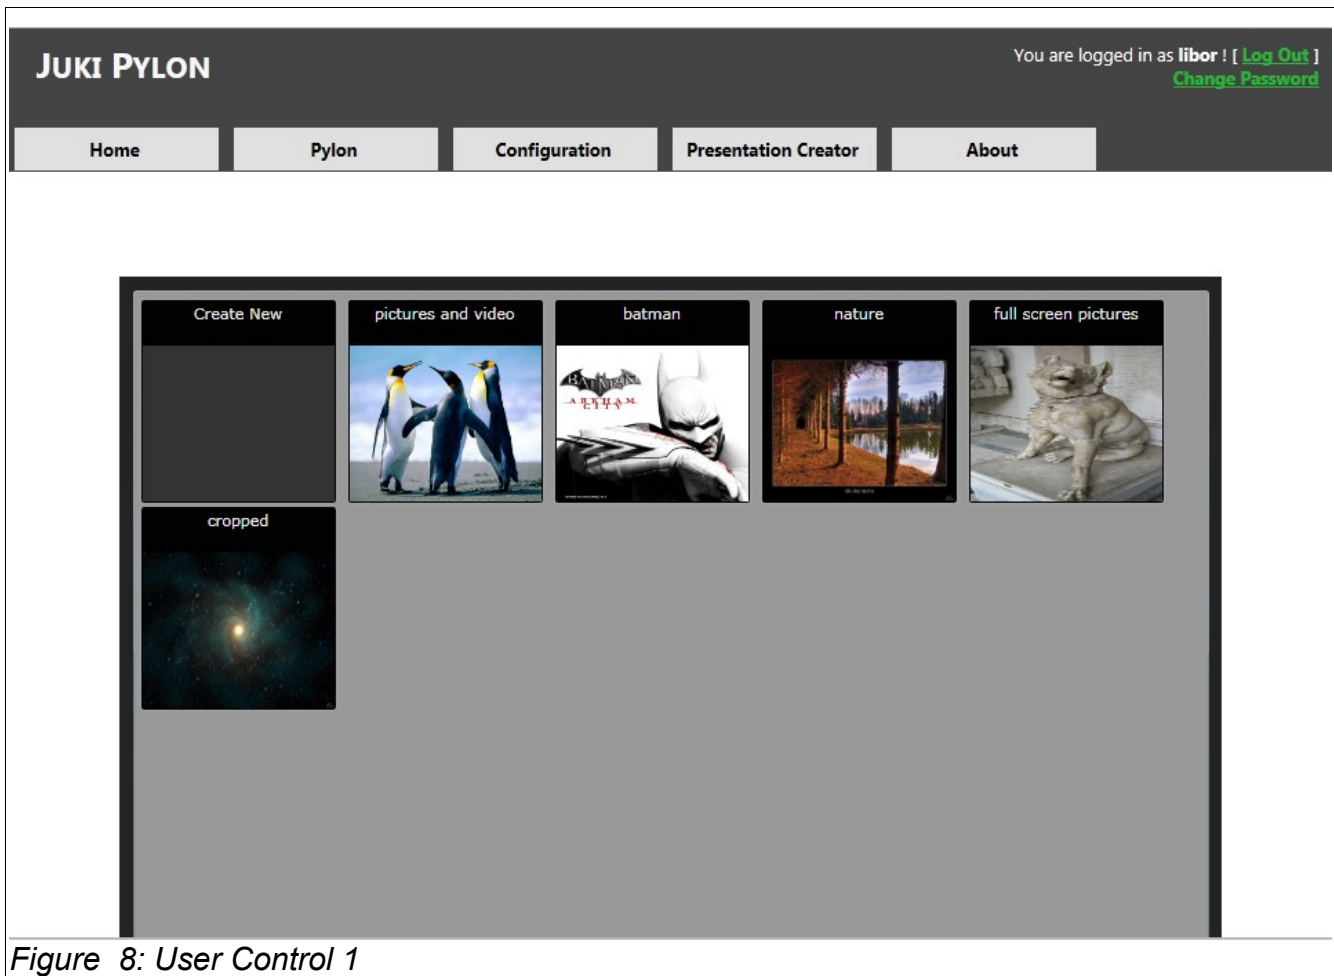 JUKI PYLON
You are logged in as libor ! [ Log Out ]
Change Password
Home Pylon Configuration Presentation Creator About
Create New pictures and video batman nature full screen pictures
BATMAN
ARKHAM
CITY
cropped
Figure 8: User Control 1